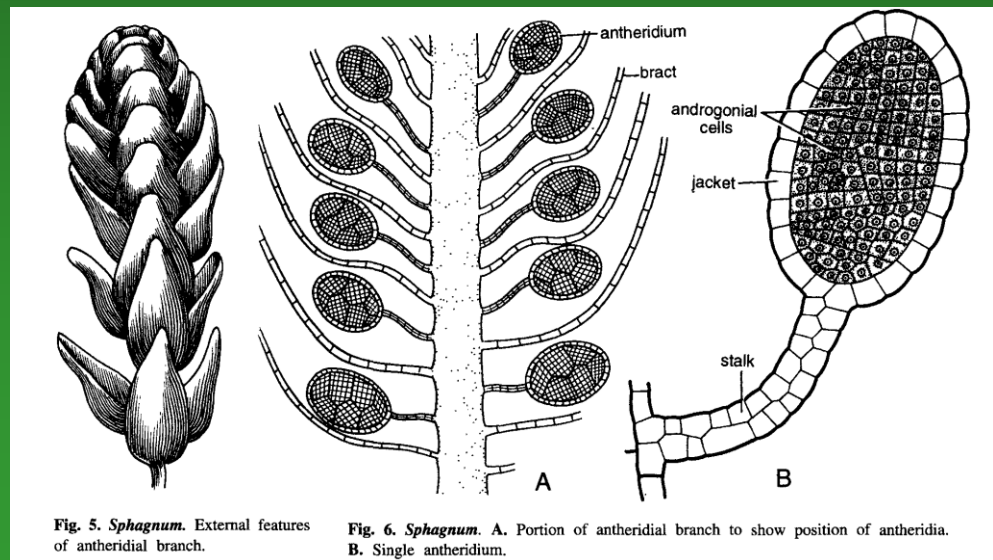 antheridium
bract
androgonial
cells
jacket
stalk
A
B
Fig. 5. Sphagnum. External features
of antheridial branch.
Fig. 6. Sphagnum. A. Portion of antheridial branch to show position of antheridia.
B. Single antheridium.